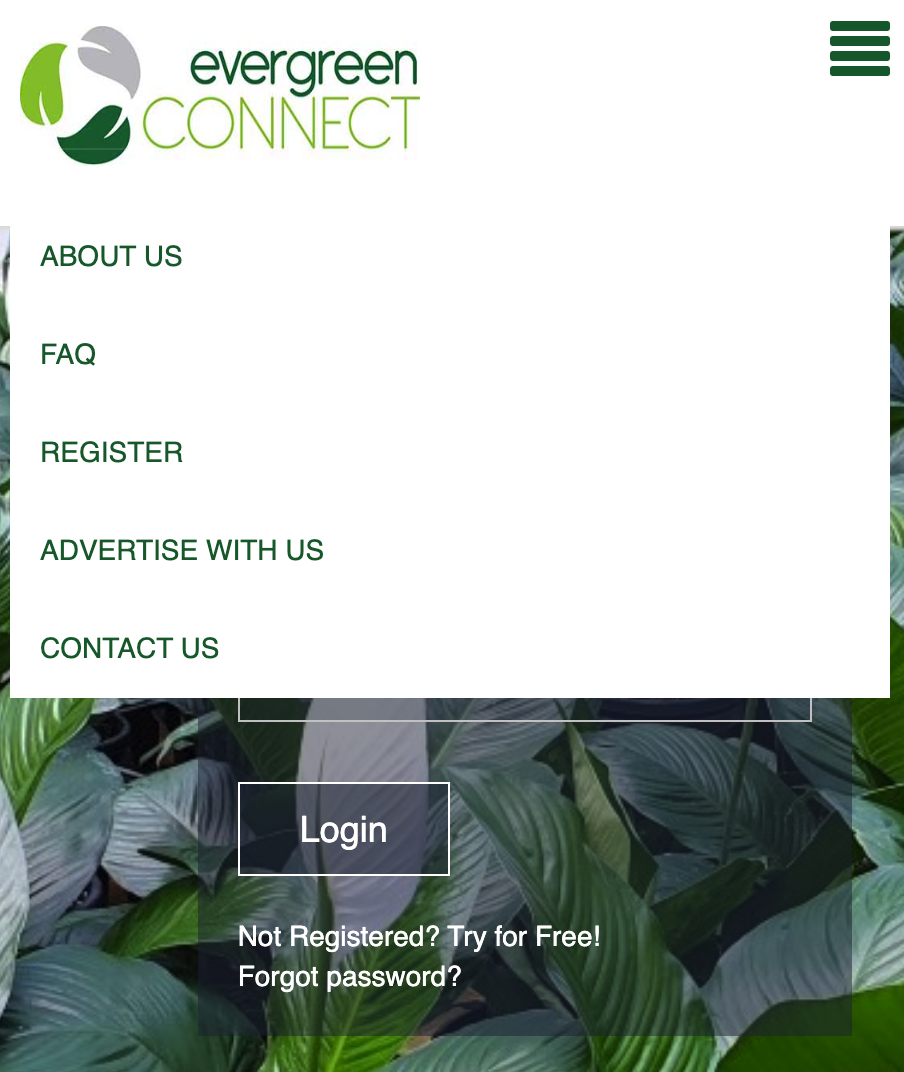 evergreen
CONNECT
ABOUT US
FAQ
REGISTER
ADVERTISE WITH US
CONTACT US
Login
Not Registered? Try for Free!
Forgot password?